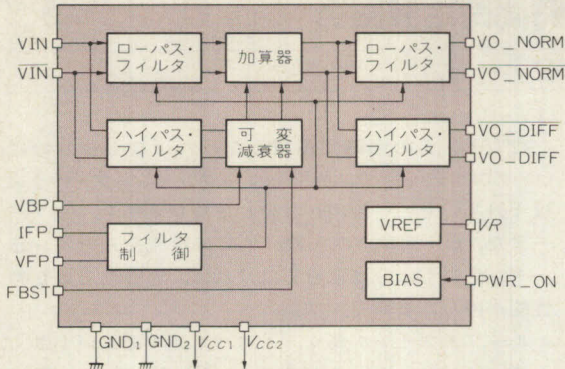 VIN
V̅I̅N̅
ローパス・
フィルタ
加算器
ローパス・
フィルタ
VO_NORM
V̅O̅_̅N̅O̅R̅M̅
ハイパス・
フィルタ
可変
減衰器
ハイパス・
フィルタ
V̅O̅_̅D̅I̅F̅F̅
VO_DIFF
VBP
IFP
VFP
FBST
フィルタ
制御
VREF
VR
BIAS
PWR_ON
GND₁
GND₂
VCC1
VCC2